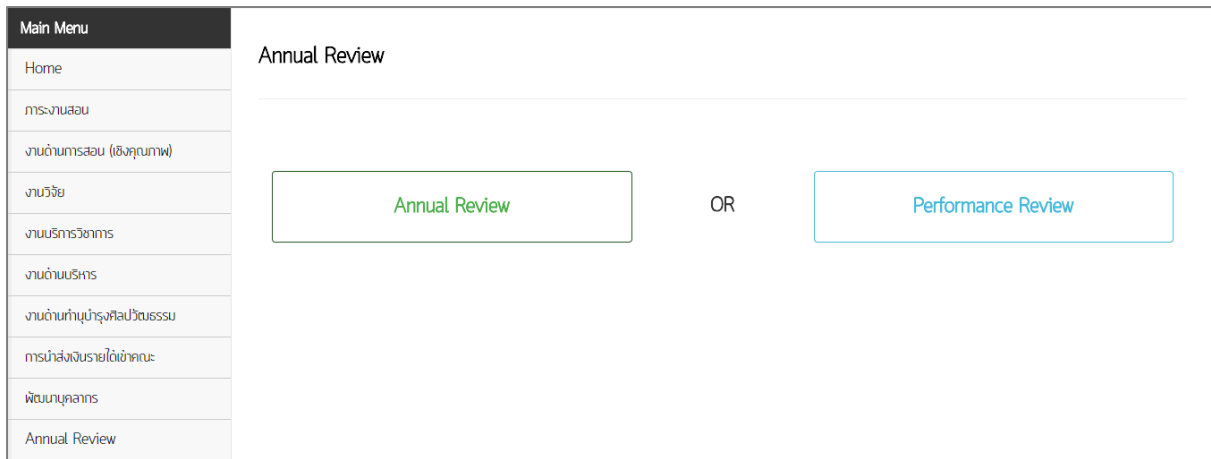 Main Menu
Home
ภาระงานสอน
งานด้านการสอน (เชิงคุณภาพ)
งานวิจัย
งานบริการวิชาการ
งานด้านบริหาร
งานด้านทำนุบำรุงศิลปวัฒธรรม
การนำส่งเงินรายได้เข้าคณะ
พัฒนาบุคลากร
Annual Review
Annual Review
Annual Review
OR
Performance Review